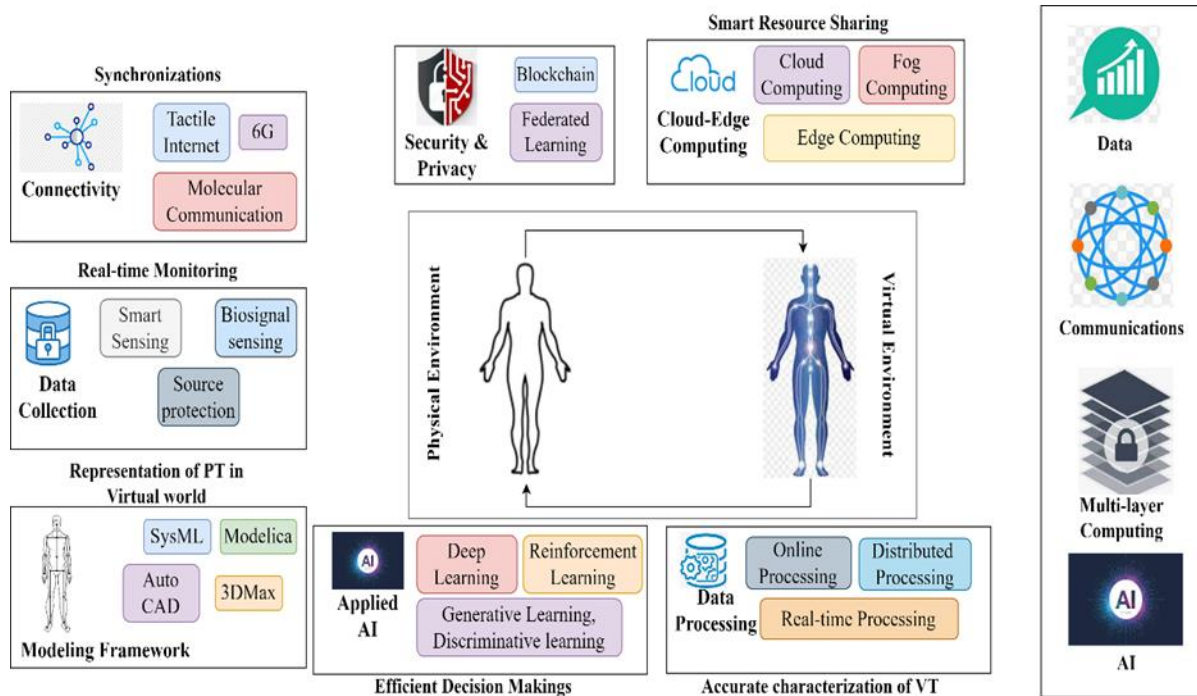 Synchronizations
Connectivity
Tactile
Internet
6G
Molecular
Communication
Security &
Privacy
Blockchain
Federated
Learning
Smart Resource Sharing
Cloud
Cloud-Edge
Computing
Cloud
Computing
Fog
Computing
Edge Computing
Real-time Monitoring
Data
Collection
Smart
Sensing
Biosignal
sensing
Source
protection
Physical Environment
Virtual Environment
Representation of PT in
Virtual world
SysML
Modelica
Auto
CAD
3DMax
Modeling Framework
AI
Applied
AI
Deep
Learning
Reinforcement
Learning
Generative Learning,
Discriminative learning
Efficient Decision Makings
Data
Processing
Online
Processing
Distributed
Processing
Real-time Processing
Accurate characterization of VT
Data
Communications
Multi-layer
Computing
AI
AI